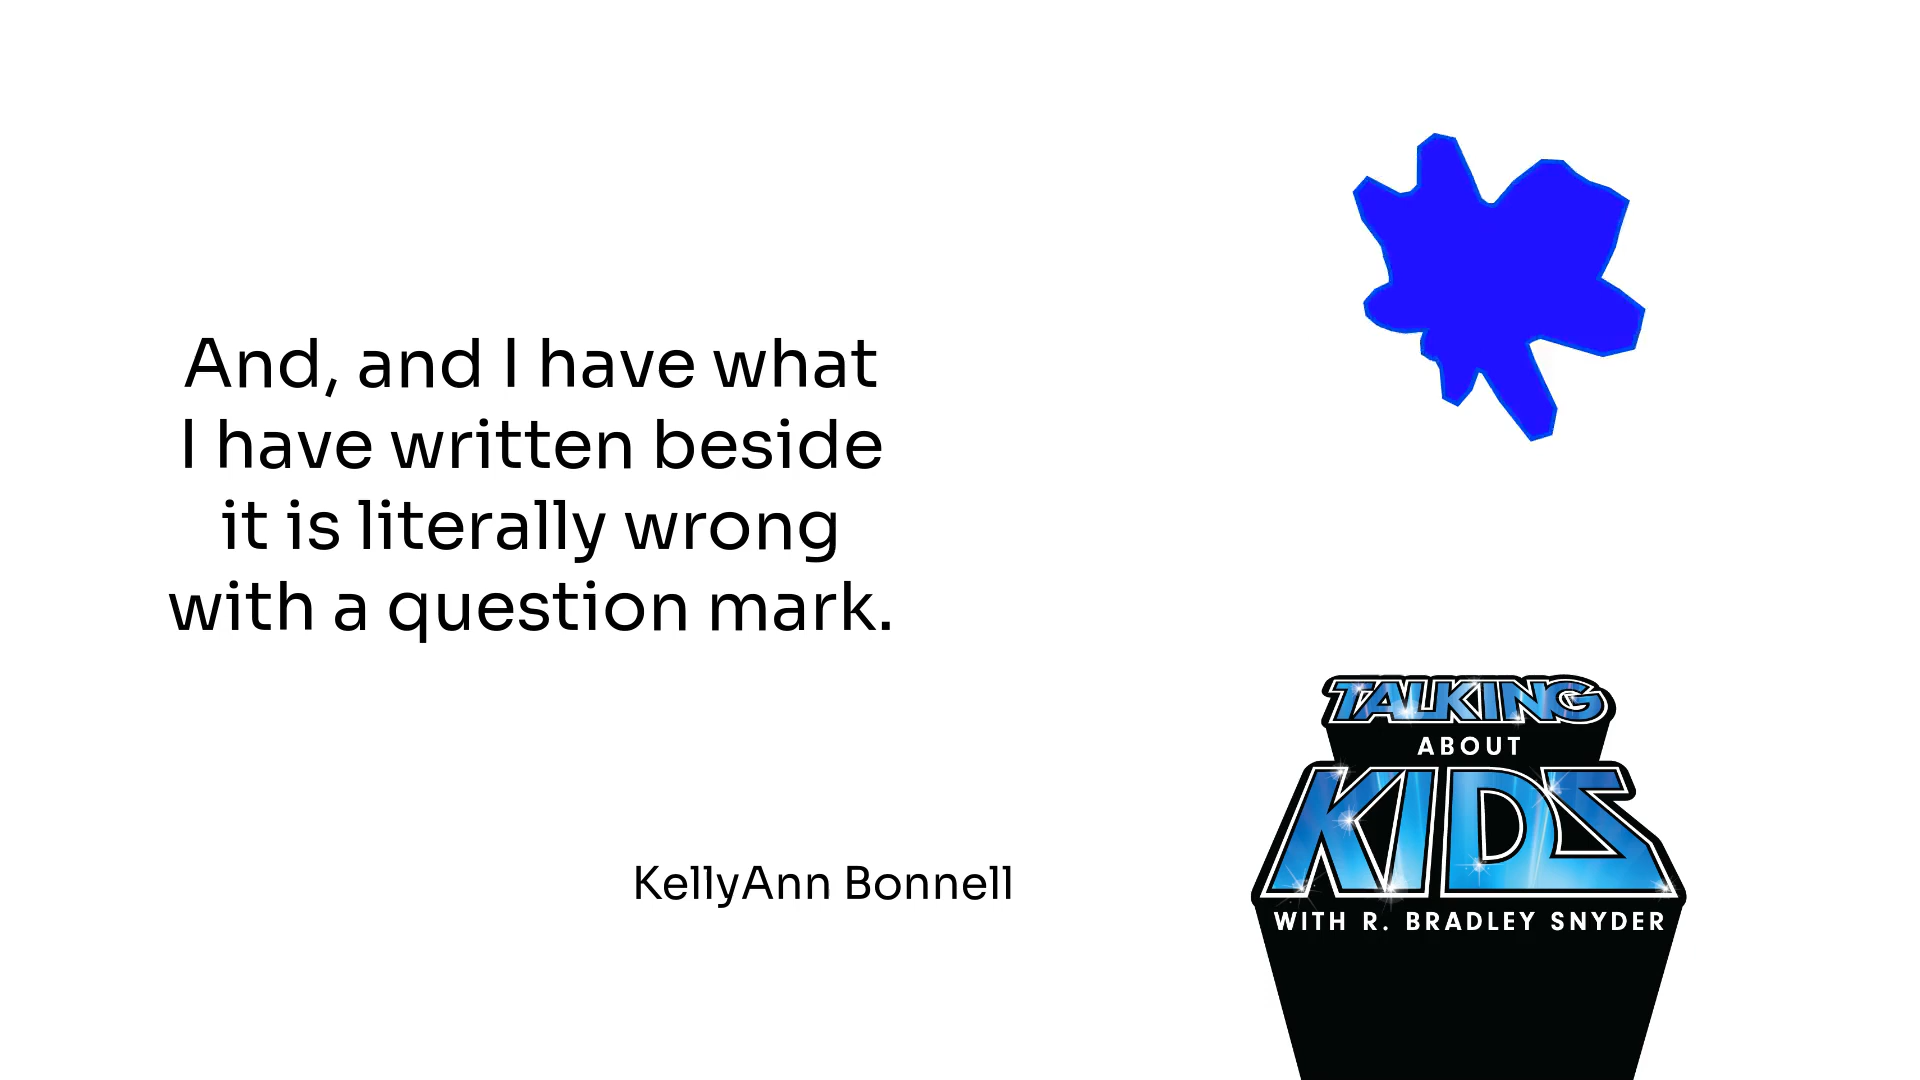 And, and I have what
I have written beside
it is literally wrong
with a question mark.
KellyAnn Bonnell
TALKING
ABOUT
KIDS
WITH R. BRADLEY SNYDER